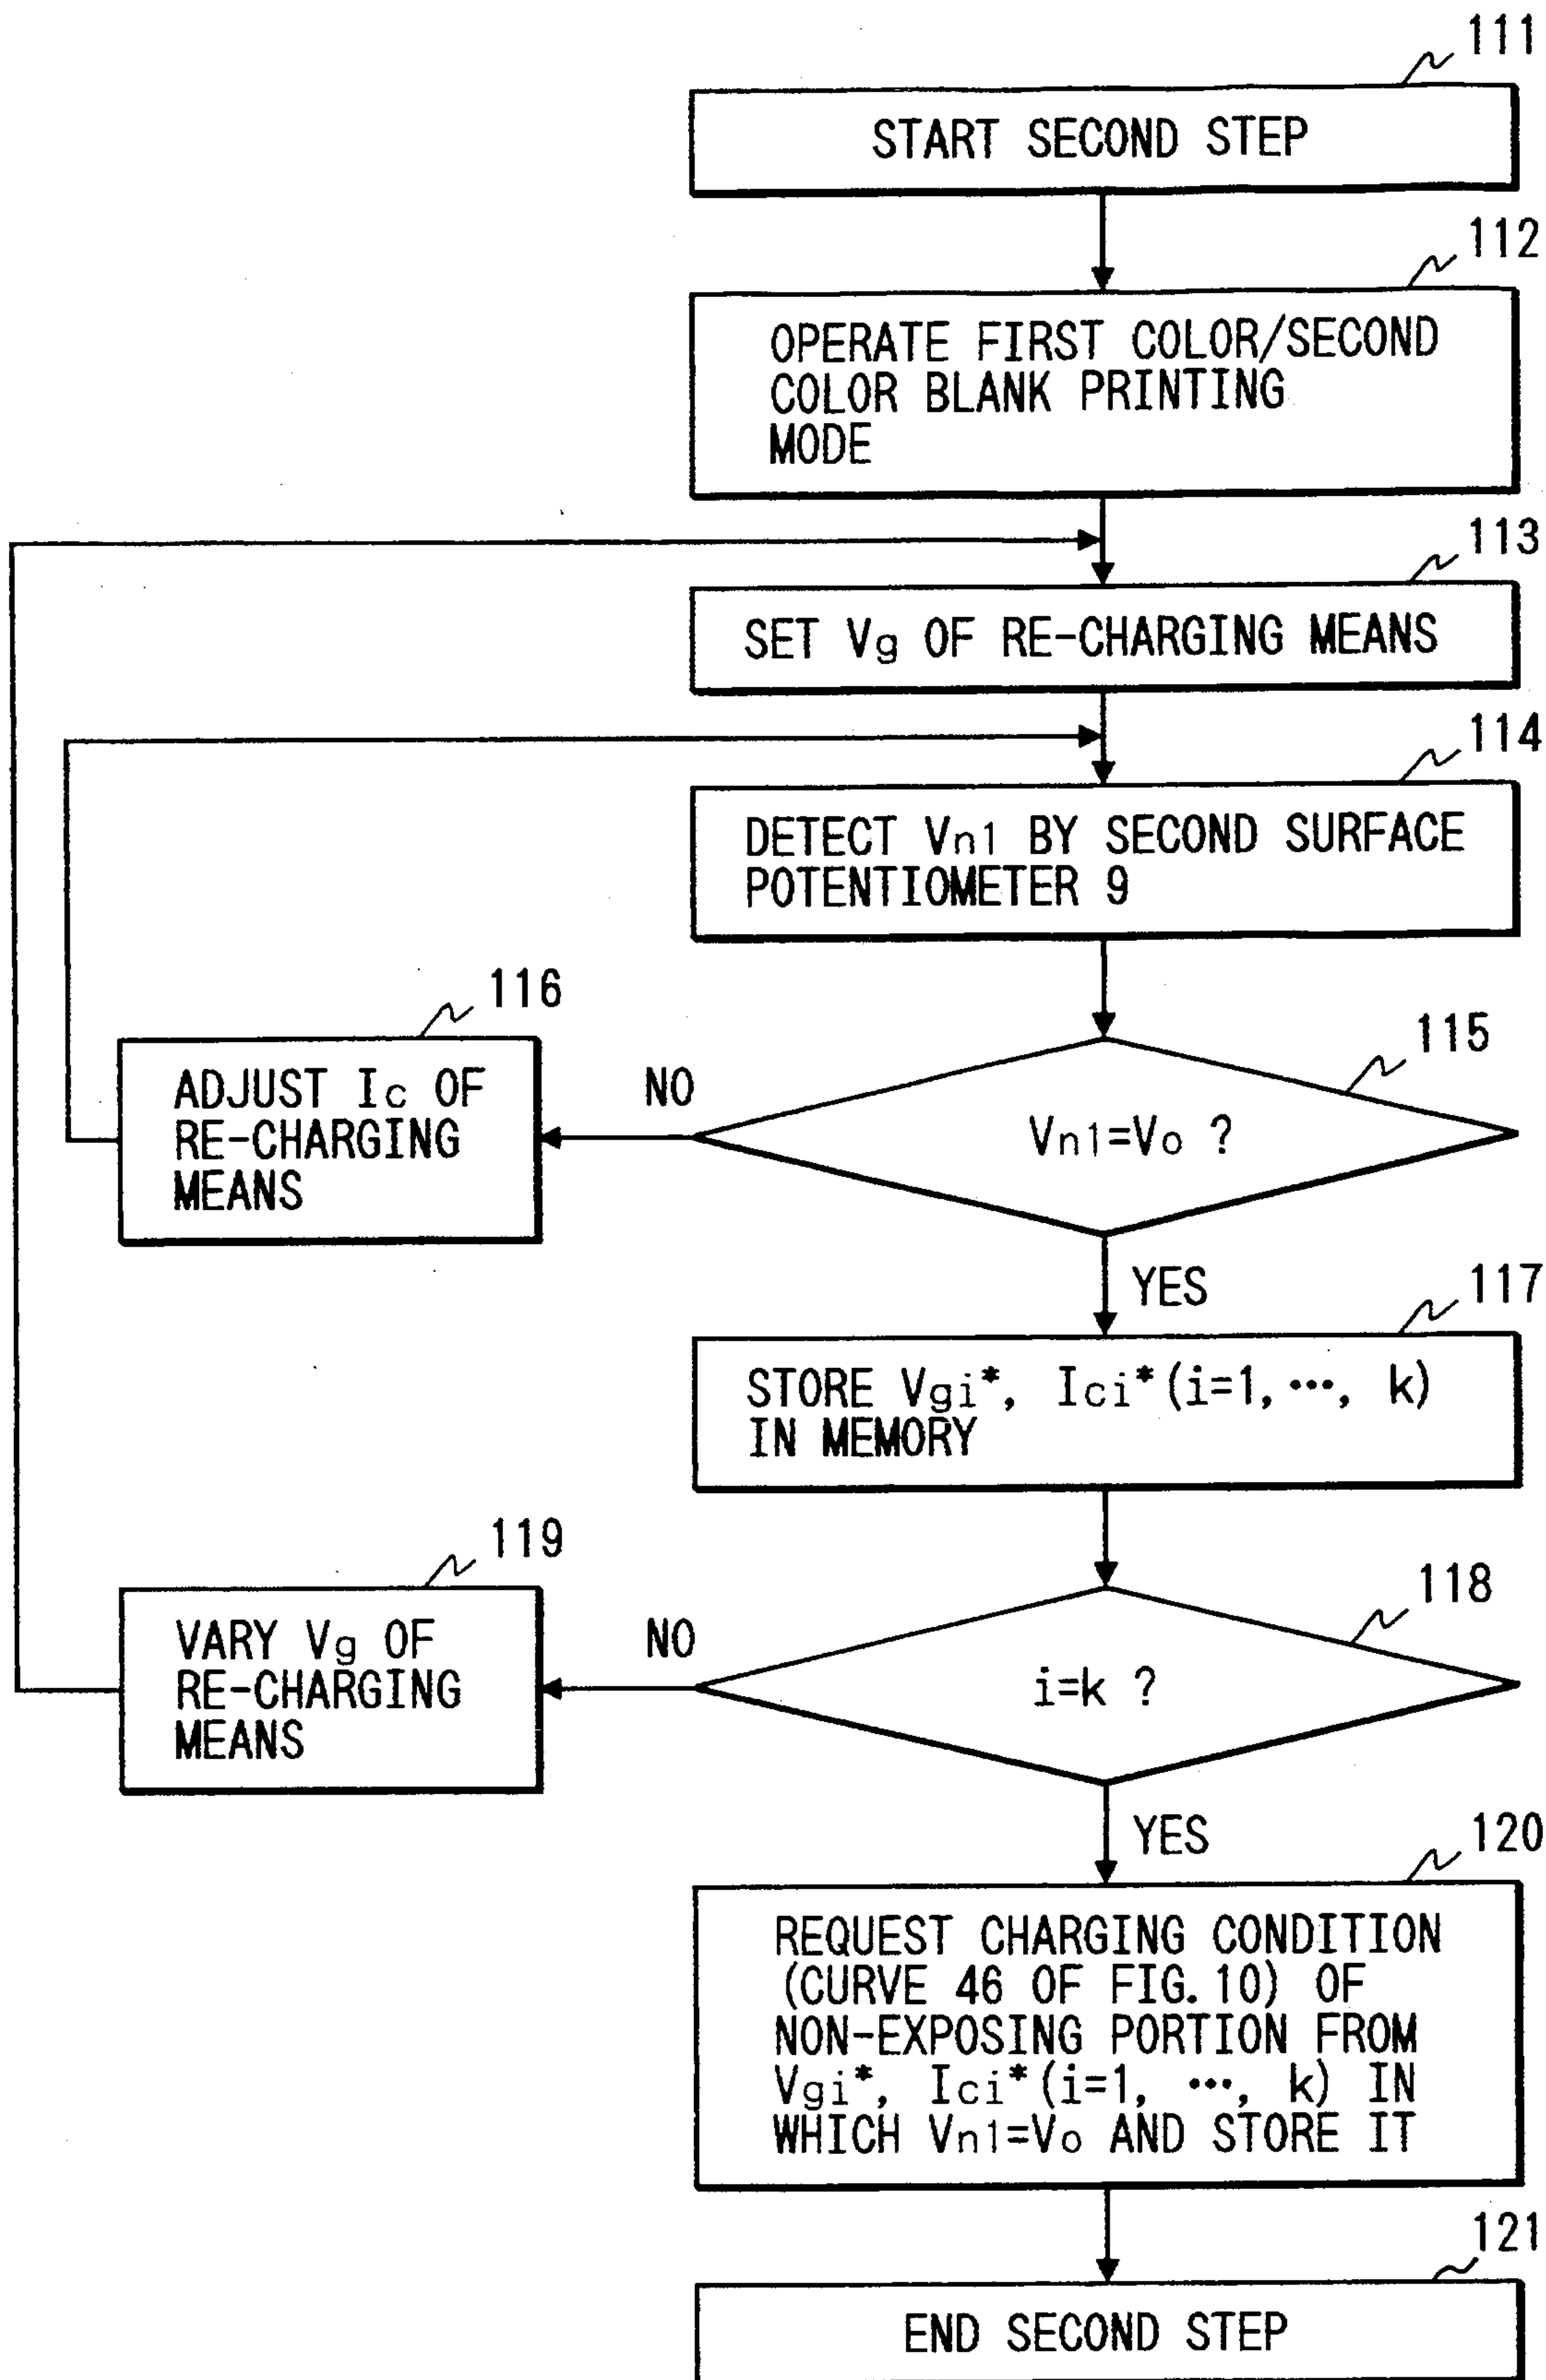 111
START SECOND STEP
112
OPERATE FIRST COLOR/SECOND
COLOR BLANK PRINTING
MODE
113
SET Vg OF RE-CHARGING MEANS
114
DETECT Vn1 BY SECOND SURFACE
POTENTIOMETER 9
115
Vn1=Vo ?
NO
116
ADJUST Ic OF
RE-CHARGING
MEANS
YES
117
STORE Vgi*, Ici*(i=1, ···, k)
IN MEMORY
118
i=k ?
NO
119
VARY Vg OF
RE-CHARGING
MEANS
YES
120
REQUEST CHARGING CONDITION
(CURVE 46 OF FIG.10) OF
NON-EXPOSING PORTION FROM
Vgi*, Ici*(i=1, ···, k) IN
WHICH Vn1=Vo AND STORE IT
121
END SECOND STEP